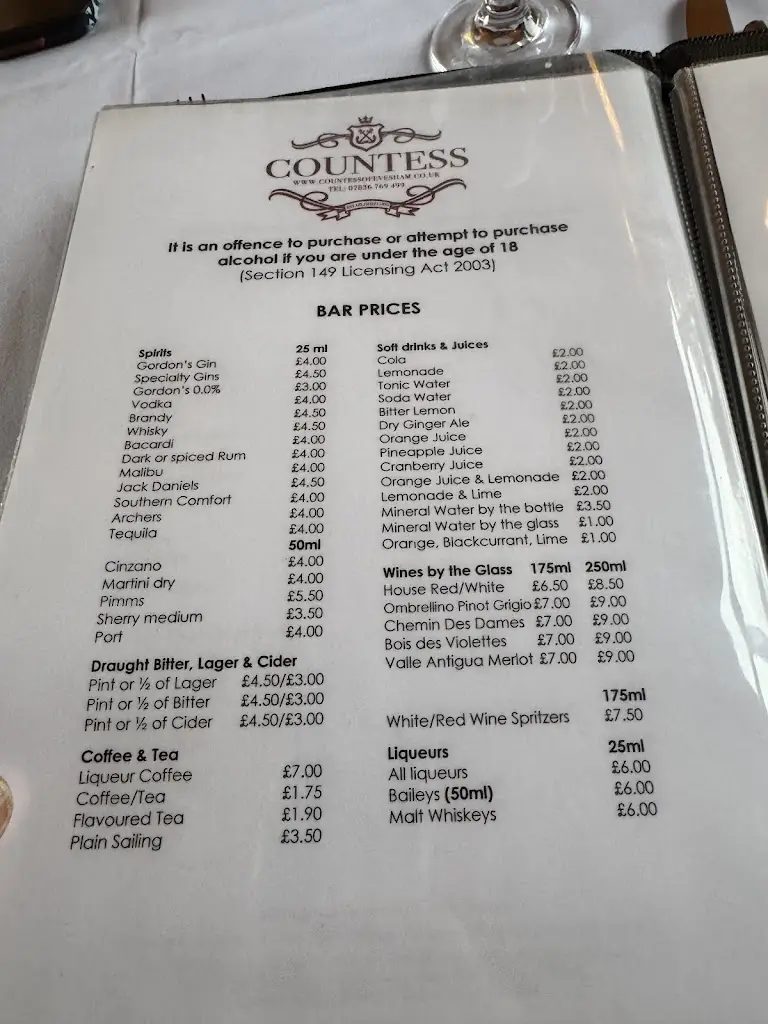 COUNTESS
WWW.COUNTESSOFEVESHAM.CO.UK
TEL: 07836 769 499
It is an offence to purchase or attempt to purchase
alcohol if you are under the age of 18
(Section 149 Licensing Act 2003)
BAR PRICES
Spirits 25 ml
Gordon's Gin £4.00
Specialty Gins £4.50
Gordon's 0.0% £3.00
Vodka £4.00
Brandy £4.50
Whisky £4.50
Bacardi £4.00
Dark or spiced Rum £4.00
Malibu £4.00
Jack Daniels £4.50
Southern Comfort £4.00
Archers £4.00
Tequila £4.00
50ml
Cinzano £4.00
Martini dry £4.00
Pimms £5.50
Sherry medium £3.50
Port £4.00
Draught Bitter, Lager & Cider
Pint or ½ of Lager £4.50/£3.00
Pint or ½ of Bitter £4.50/£3.00
Pint or ½ of Cider £4.50/£3.00
Coffee & Tea
Liqueur Coffee £7.00
Coffee/Tea £1.75
Flavoured Tea £1.90
Plain Sailing £3.50
Soft drinks & Juices
Cola £2.00
Lemonade £2.00
Tonic Water £2.00
Soda Water £2.00
Bitter Lemon £2.00
Dry Ginger Ale £2.00
Orange Juice £2.00
Pineapple Juice £2.00
Cranberry Juice £2.00
Orange Juice & Lemonade £2.00
Lemonade & Lime £2.00
Mineral Water by the bottle £3.50
Mineral Water by the glass £1.00
Orange, Blackcurrant, Lime £1.00
Wines by the Glass 175ml 250ml
House Red/White £6.50 £8.50
Ombrellino Pinot Grigio £7.00 £9.00
Chemin Des Dames £7.00 £9.00
Bois des Violettes £7.00 £9.00
Valle Antigua Merlot £7.00 £9.00
175ml
White/Red Wine Spritzers £7.50
Liqueurs 25ml
All liqueurs £6.00
Baileys (50ml) £6.00
Malt Whiskeys £6.00